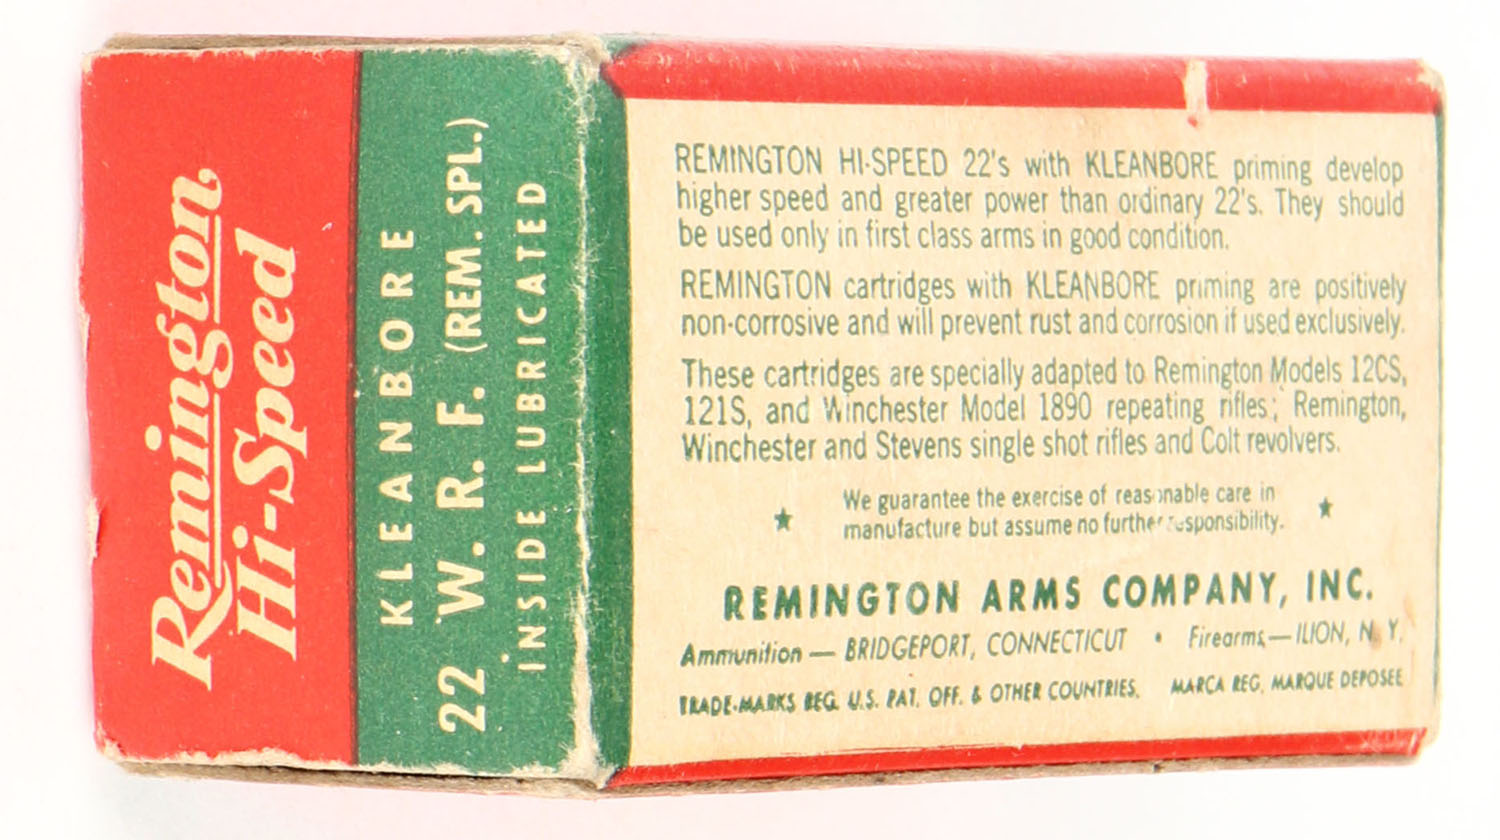 Remington
Hi-Speed
KLEANBORE
22 W. R. F. (REM. SPL.)
INSIDE LUBRICATED
REMINGTON HI-SPEED 22's with KLEANBORE priming develop
higher speed and greater power than ordinary 22's. They should
be used only in first class arms in good condition.
REMINGTON cartridges with KLEANBORE priming are positively
non-corrosive and will prevent rust and corrosion if used exclusively.
These cartridges are specially adapted to Remington Models 12CS,
121S, and Winchester Model 1890 repeating rifles; Remington,
Winchester and Stevens single shot rifles and Colt revolvers.
We guarantee the exercise of reasonable care in
manufacture but assume no further responsibility.
REMINGTON ARMS COMPANY, INC.
Ammunition — BRIDGEPORT, CONNECTICUT • Firearms — ILION, N. Y.
TRADE-MARKS REG. U.S. PAT. OFF. & OTHER COUNTRIES. MARCA REG. MARQUE DEPOSEE